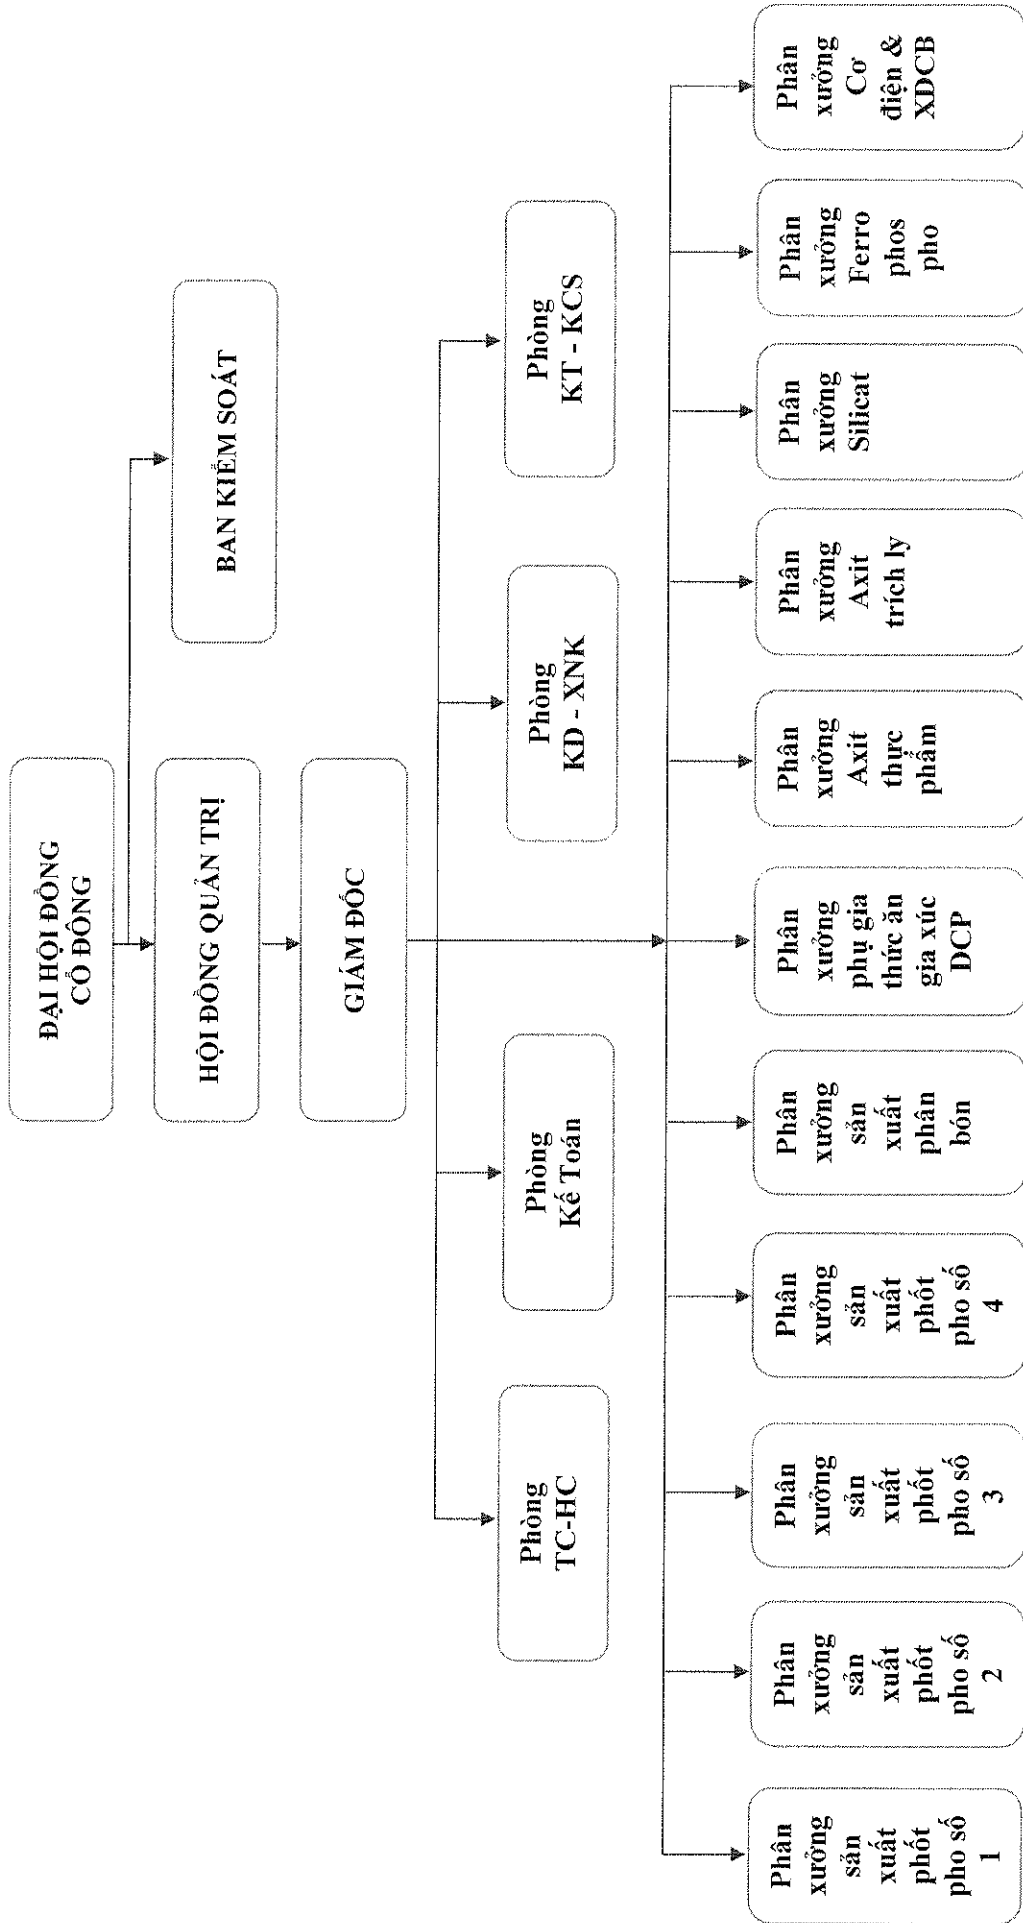 ĐẠI HỘI ĐỒNG
CỔ ĐÔNG
BAN KIỂM SOÁT
HỘI ĐỒNG QUẢN TRỊ
GIÁM ĐỐC
Phòng
TC-HC
Phòng
Kế Toán
Phòng
KD - XNK
Phòng
KT - KCS
Phân
xưởng
sản
xuất
phốt
pho số
1
Phân
xưởng
sản
xuất
phốt
pho số
2
Phân
xưởng
sản
xuất
phốt
pho số
3
Phân
xưởng
sản
xuất
phốt
pho số
4
Phân
xưởng
sản
xuất
phân
bón
Phân
xưởng
phụ gia
thức ăn
gia xúc
DCP
Phân
xưởng
Axit
thực
phẩm
Phân
xưởng
Axit
trích ly
Phân
xưởng
Silicat
Phân
xưởng
Ferro
phos
pho
Phân
xưởng
Cơ
điện &
XDCB